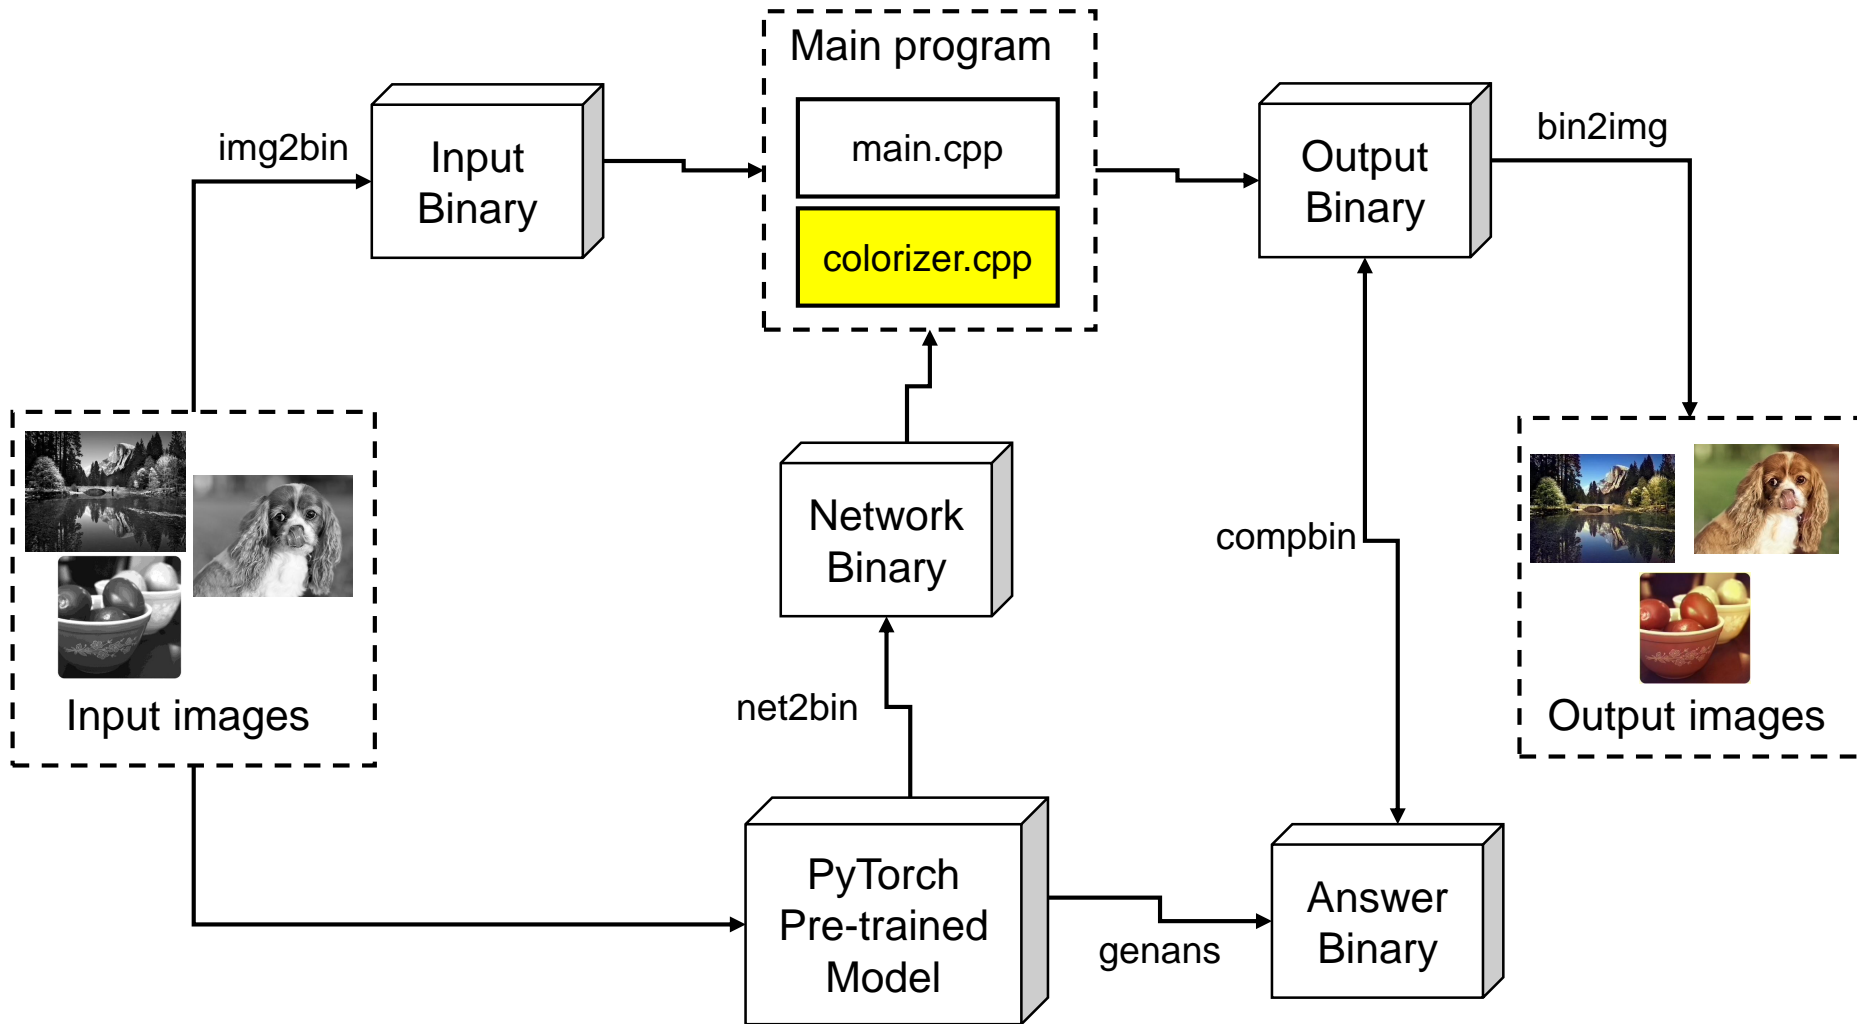 Main program
main.cpp
colorizer.cpp
img2bin
Input
Binary
Output
Binary
bin2img
Input images
Network
Binary
compbin
Output images
net2bin
PyTorch
Pre-trained
Model
genans
Answer
Binary